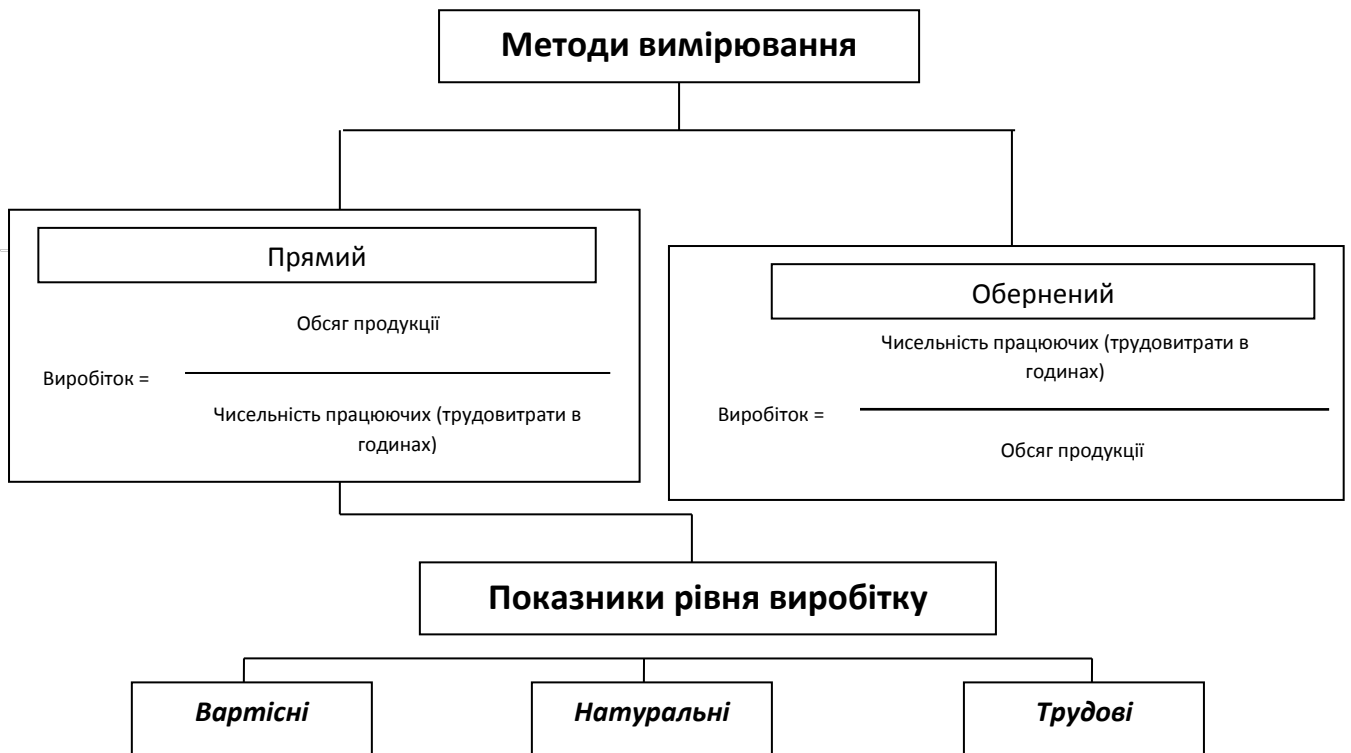 Методи вимірювання
Прямий
Обсяг продукції
Виробіток =
Чисельність працюючих (трудовитрати в
годинах)
Обернений
Чисельність працюючих (трудовитрати в
годинах)
Виробіток =
Обсяг продукції
Показники рівня виробітку
Вартісні
Натуральні
Трудові